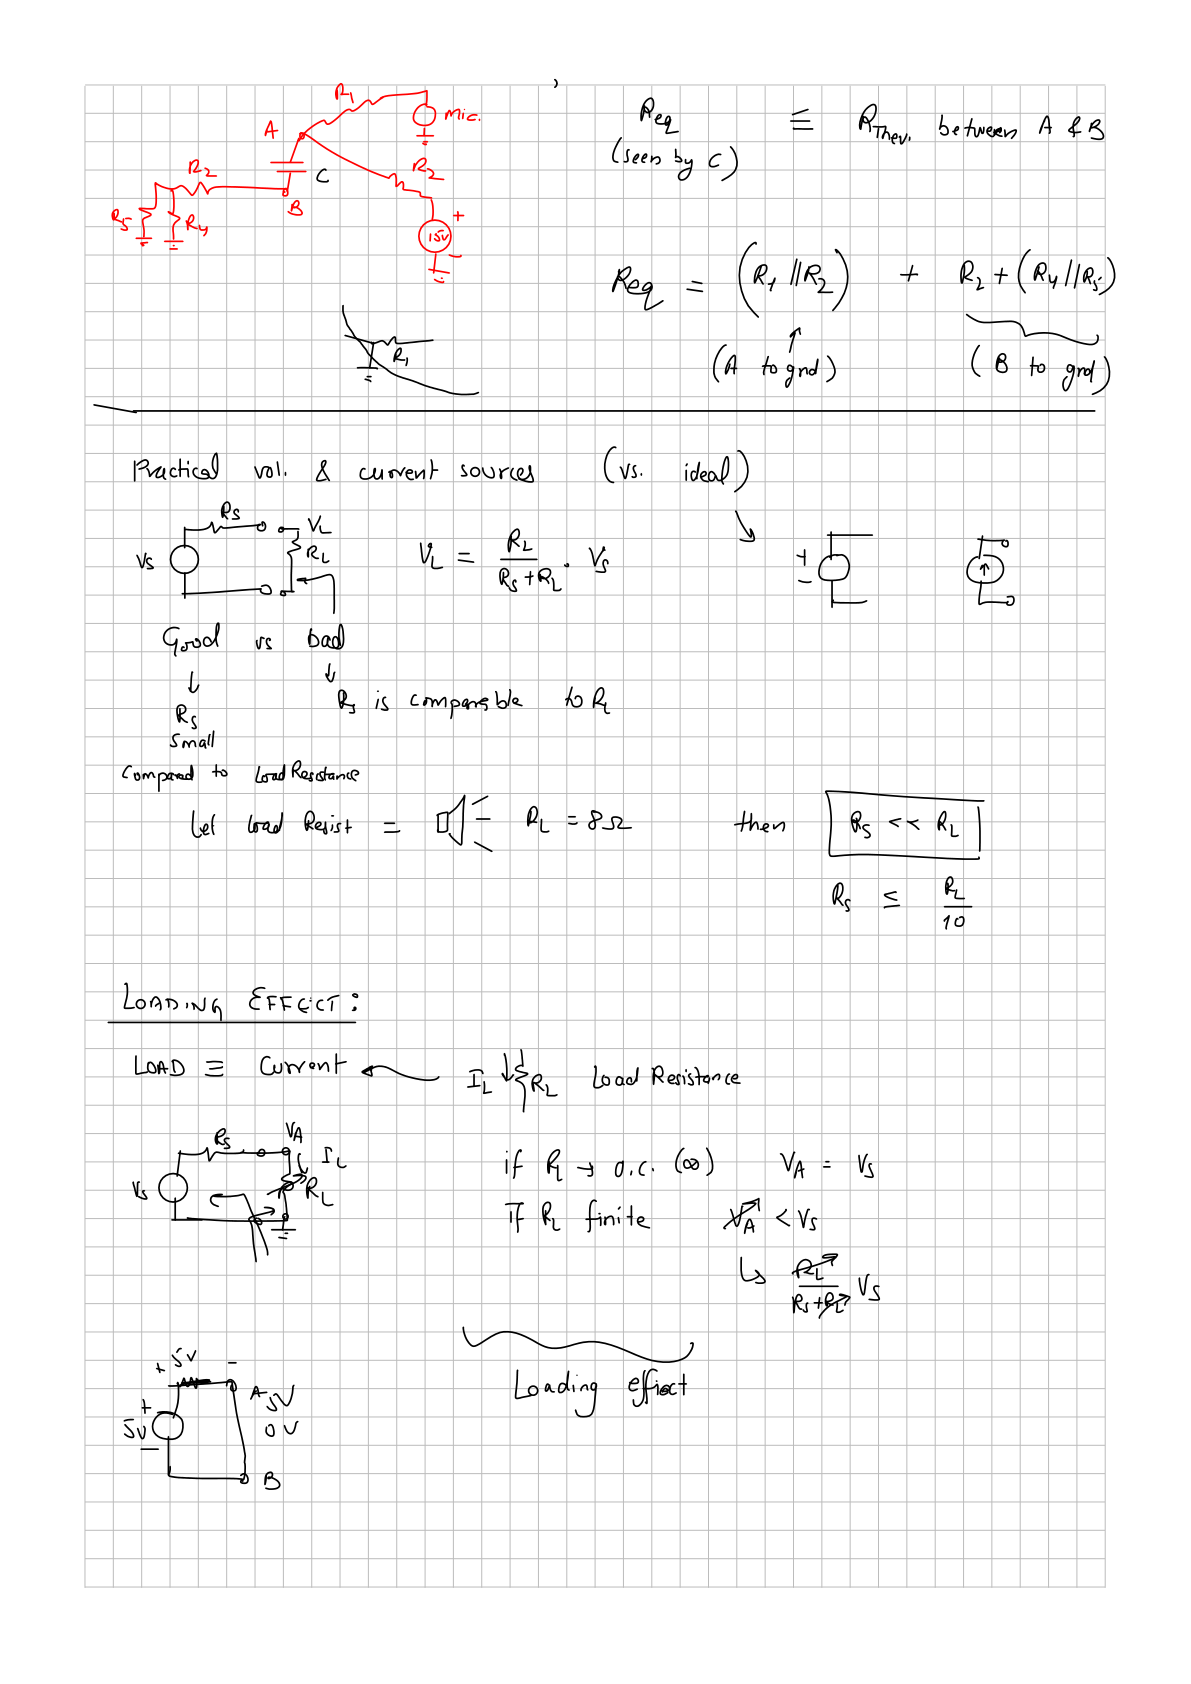 R1
Mic.
A
R2
C
R2
B
R5
R4
+
15v
−
Req ≡ RThev. between A & B
(seen by C)
Req = (R1 // R2) + R2 + (R4 // R5)
(A to gnd) (B to gnd)
R1
Practical vol. & current sources (vs. ideal)
Rs
VL
RL
Vs
VL = RL / (Rs + RL) . Vs
+
−
Good vs bad
Rs is comparable to RL
Rs
Small
Compared to Load Resistance
Let load Resist = RL = 8Ω then Rs << RL
Rs ≤ RL / 10
LOADING EFFECT:
LOAD ≡ Current
IL RL Load Resistance
Rs
VA
IL
Vs
RL
if RL → o.c. (∞) VA = Vs
If RL finite VA < Vs
↳ RL / (Rs + RL) Vs
Loading effect
+ 5V −
A 5V
+
5V
−
0V
B